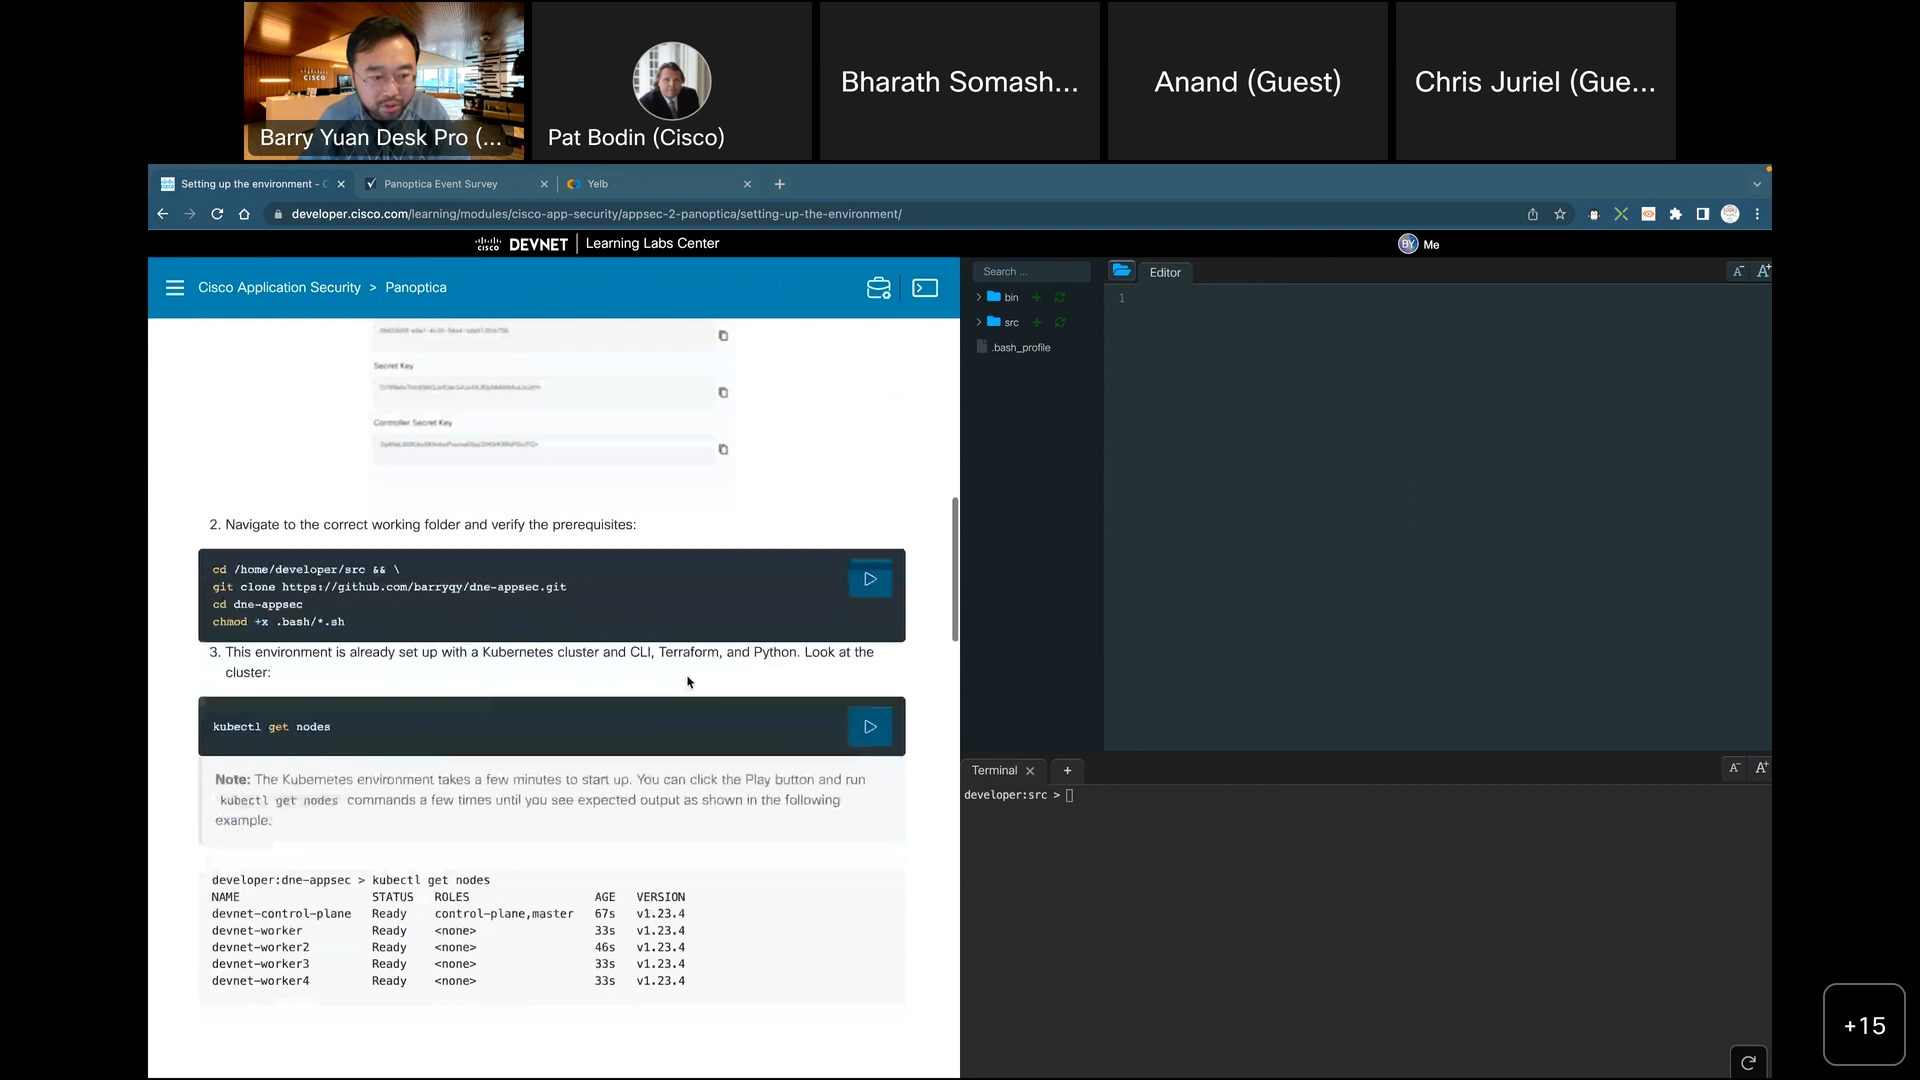 CISCO
Barry Yuan Desk Pro (...
Pat Bodin (Cisco)
Bharath Somash...
Anand (Guest)
Chris Juriel (Gue...
Setting up the environment - C
Panoptica Event Survey
Yelb
developer.cisco.com/learning/modules/cisco-app-security/appsec-2-panoptica/setting-up-the-environment/
CISCO DEVNET | Learning Labs Center
BY Me
Cisco Application Security > Panoptica
Secret Key
Controller Secret Key
2. Navigate to the correct working folder and verify the prerequisites:
cd /home/developer/src && \
git clone https://github.com/barryqy/dne-appsec.git
cd dne-appsec
chmod +x .bash/*.sh
3. This environment is already set up with a Kubernetes cluster and CLI, Terraform, and Python. Look at the
cluster:
kubectl get nodes
Note: The Kubernetes environment takes a few minutes to start up. You can click the Play button and run
kubectl get nodes commands a few times until you see expected output as shown in the following
example.
developer:dne-appsec > kubectl get nodes
NAME STATUS ROLES AGE VERSION
devnet-control-plane Ready control-plane,master 67s v1.23.4
devnet-worker Ready <none> 33s v1.23.4
devnet-worker2 Ready <none> 46s v1.23.4
devnet-worker3 Ready <none> 33s v1.23.4
devnet-worker4 Ready <none> 33s v1.23.4
Search ...
bin
src
.bash_profile
Editor
A- A+
1
Terminal
A- A+
developer:src >
+15